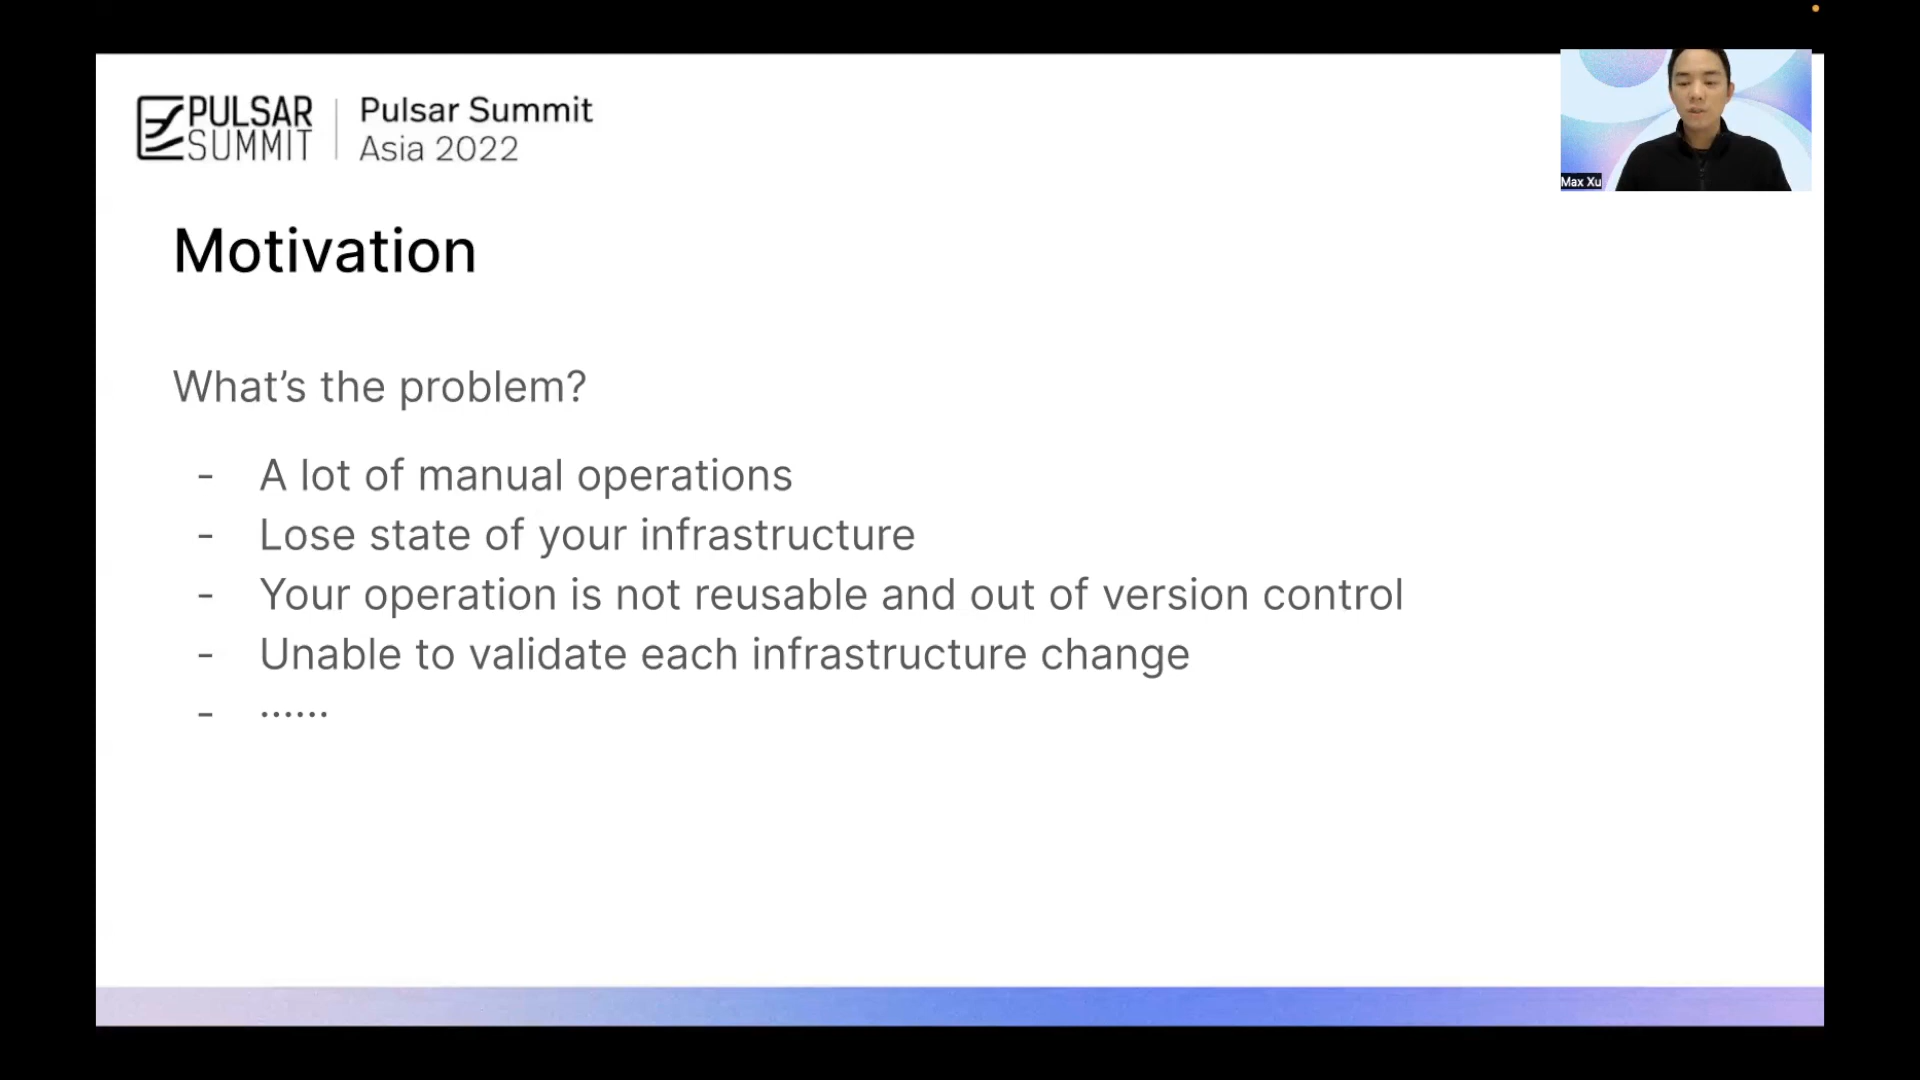 PULSAR
SUMMIT
Pulsar Summit
Asia 2022
Max Xu
Motivation
What's the problem?
- A lot of manual operations
- Lose state of your infrastructure
- Your operation is not reusable and out of version control
- Unable to validate each infrastructure change
- ......